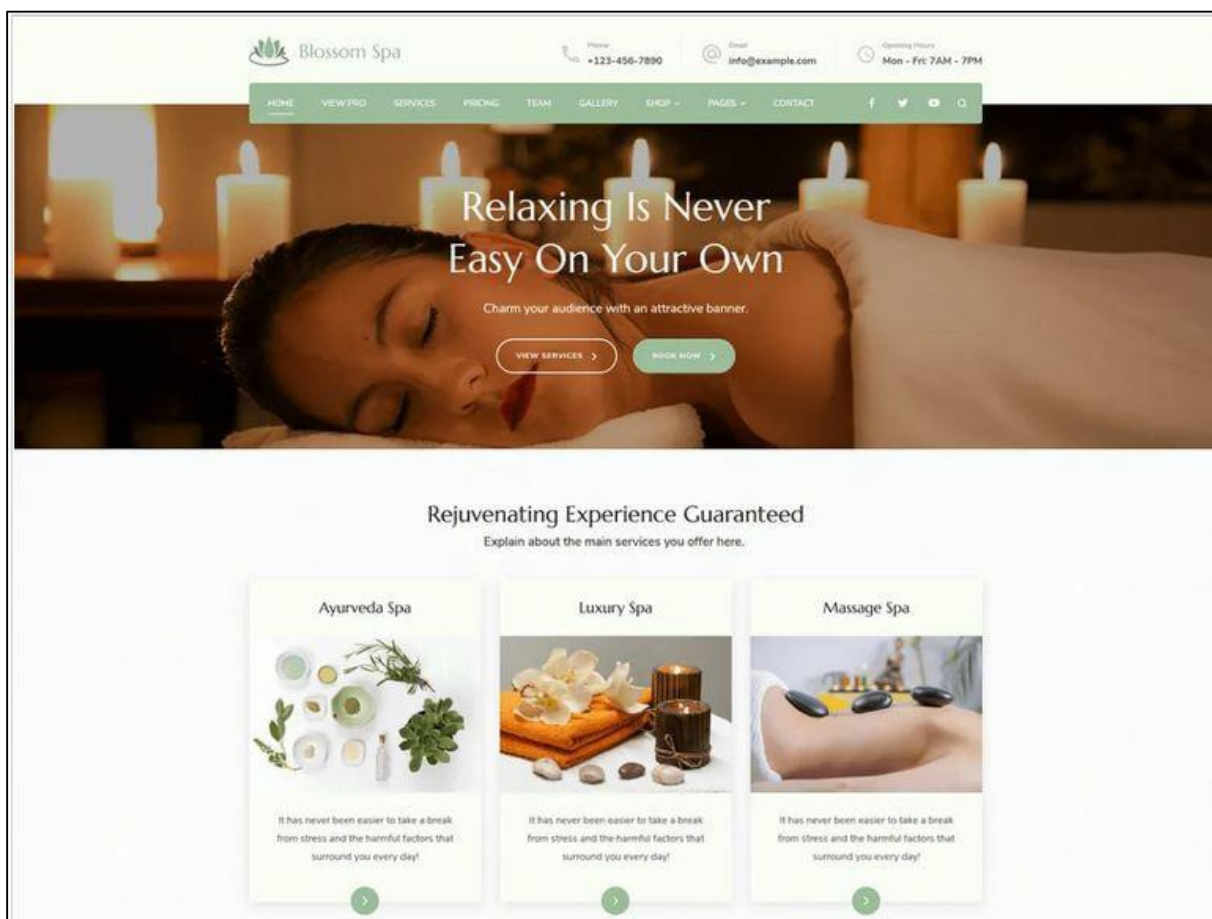 Blossom Spa
Phone
+123-456-7890
Email
info@example.com
Opening Hours
Mon - Fri: 7AM - 7PM
HOME VIEW PRO SERVICES PRICING TEAM GALLERY SHOP PAGES CONTACT
Relaxing Is Never
Easy On Your Own
Charm your audience with an attractive banner.
VIEW SERVICES
BOOK NOW
Rejuvenating Experience Guaranteed
Explain about the main services you offer here.
Ayurveda Spa
It has never been easier to take a break
from stress and the harmful factors that
surround you every day!
Luxury Spa
It has never been easier to take a break
from stress and the harmful factors that
surround you every day!
Massage Spa
It has never been easier to take a break
from stress and the harmful factors that
surround you every day!